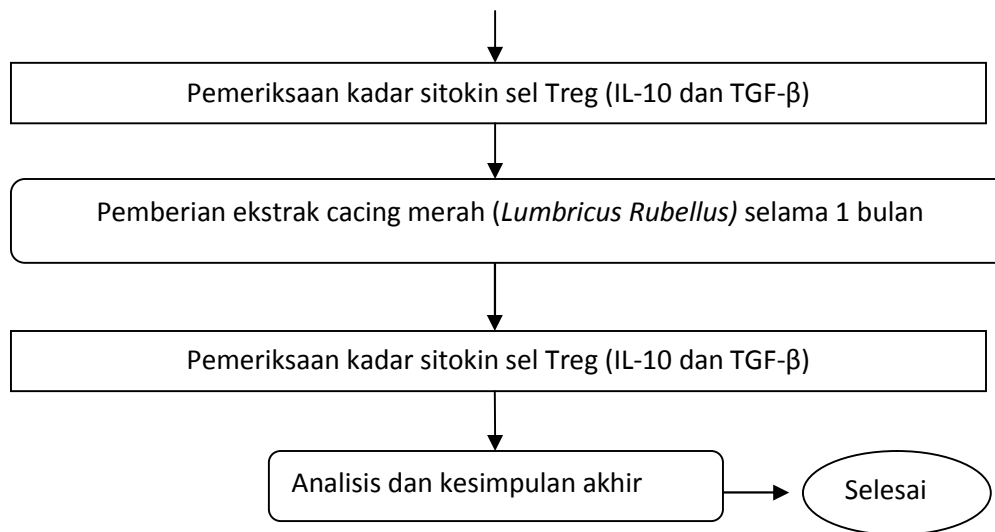 Pemeriksaan kadar sitokin sel Treg (IL-10 dan TGF-β)
Pemberian ekstrak cacing merah (Lumbricus Rubellus) selama 1 bulan
Pemeriksaan kadar sitokin sel Treg (IL-10 dan TGF-β)
Analisis dan kesimpulan akhir
Selesai